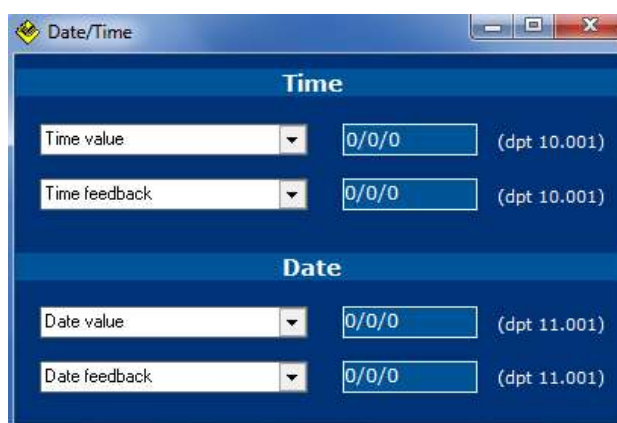 Date/Time
Time
Time value 0/0/0 (dpt 10.001)
Time feedback 0/0/0 (dpt 10.001)
Date
Date value 0/0/0 (dpt 11.001)
Date feedback 0/0/0 (dpt 11.001)